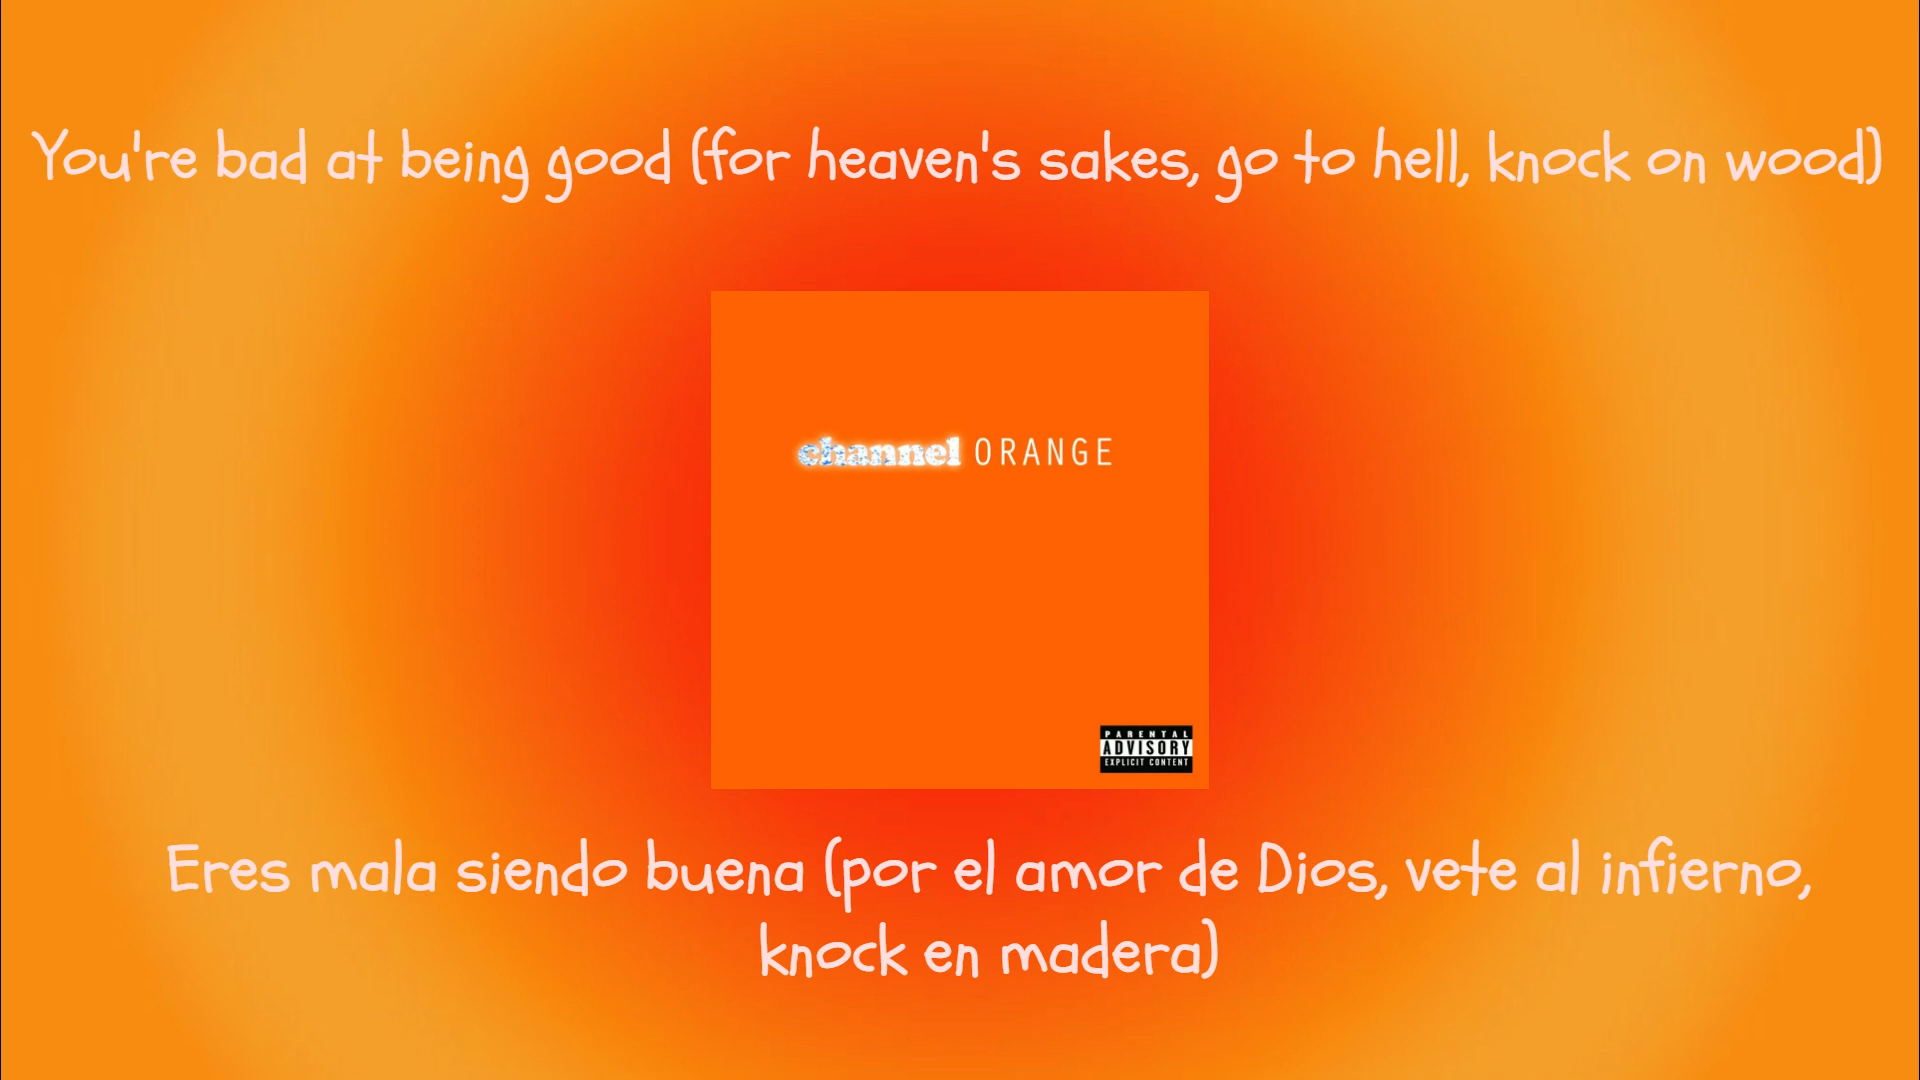 You're bad at being good (for heaven's sakes, go to hell, knock on wood)
channel ORANGE
PARENTAL
ADVISORY
EXPLICIT CONTENT
Eres mala siendo buena (por el amor de Dios, vete al infierno,
knock en madera)